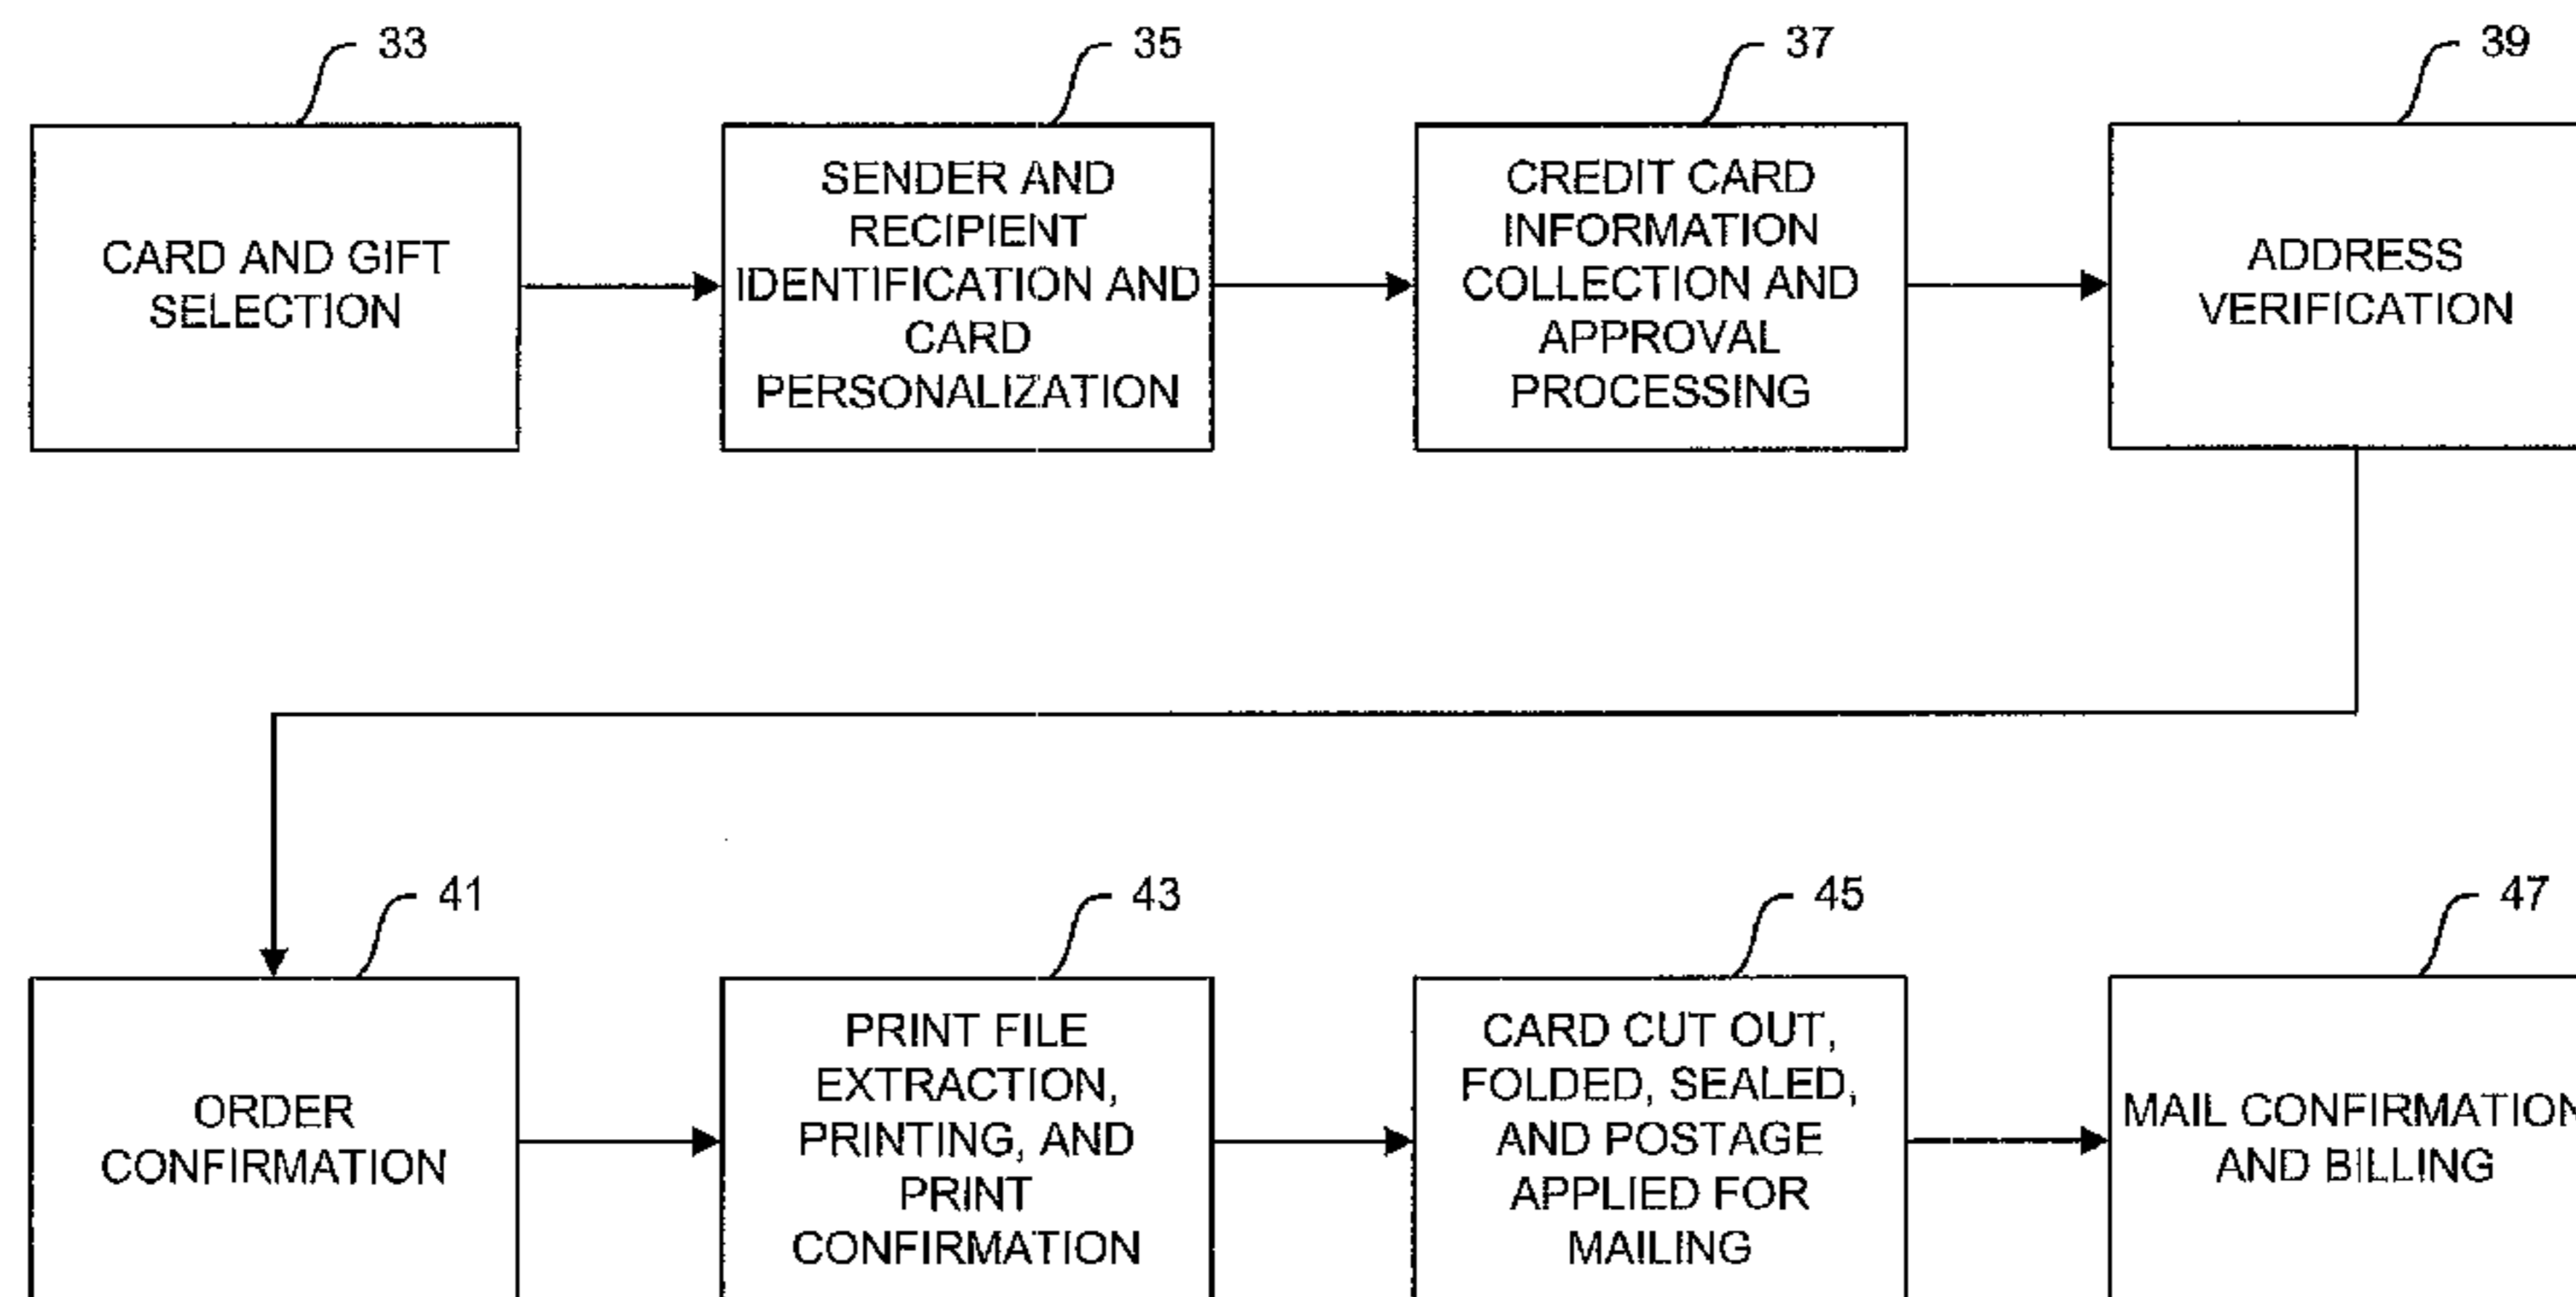 33
CARD AND GIFT
SELECTION
35
SENDER AND
RECIPIENT
IDENTIFICATION AND
CARD
PERSONALIZATION
37
CREDIT CARD
INFORMATION
COLLECTION AND
APPROVAL
PROCESSING
39
ADDRESS
VERIFICATION
41
ORDER
CONFIRMATION
43
PRINT FILE
EXTRACTION,
PRINTING, AND
PRINT
CONFIRMATION
45
CARD CUT OUT,
FOLDED, SEALED,
AND POSTAGE
APPLIED FOR
MAILING
47
MAIL CONFIRMATION
AND BILLING